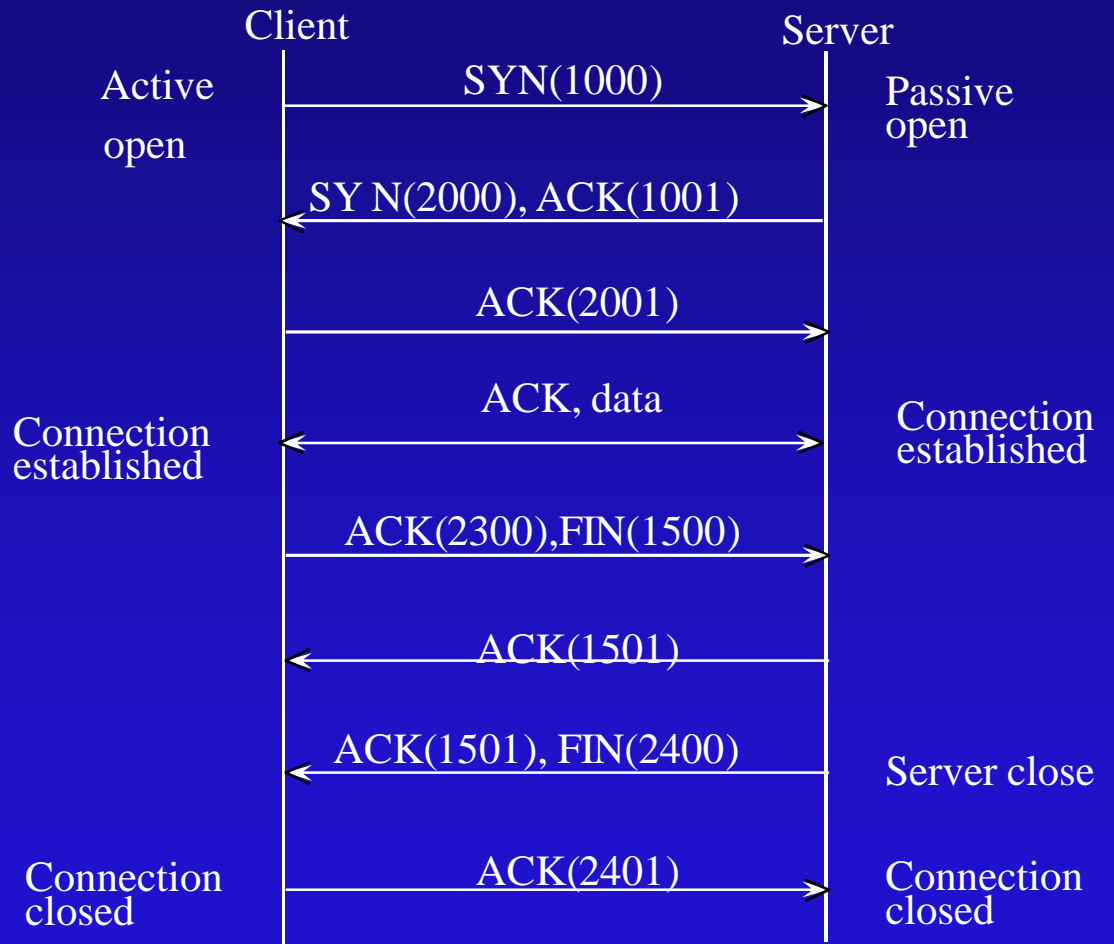 Client
Server
Active
open
SYN(1000)
Passive
open
SY N(2000), ACK(1001)
ACK(2001)
ACK, data
Connection
established
Connection
established
ACK(2300),FIN(1500)
ACK(1501)
ACK(1501), FIN(2400)
Server close
Connection
closed
ACK(2401)
Connection
closed